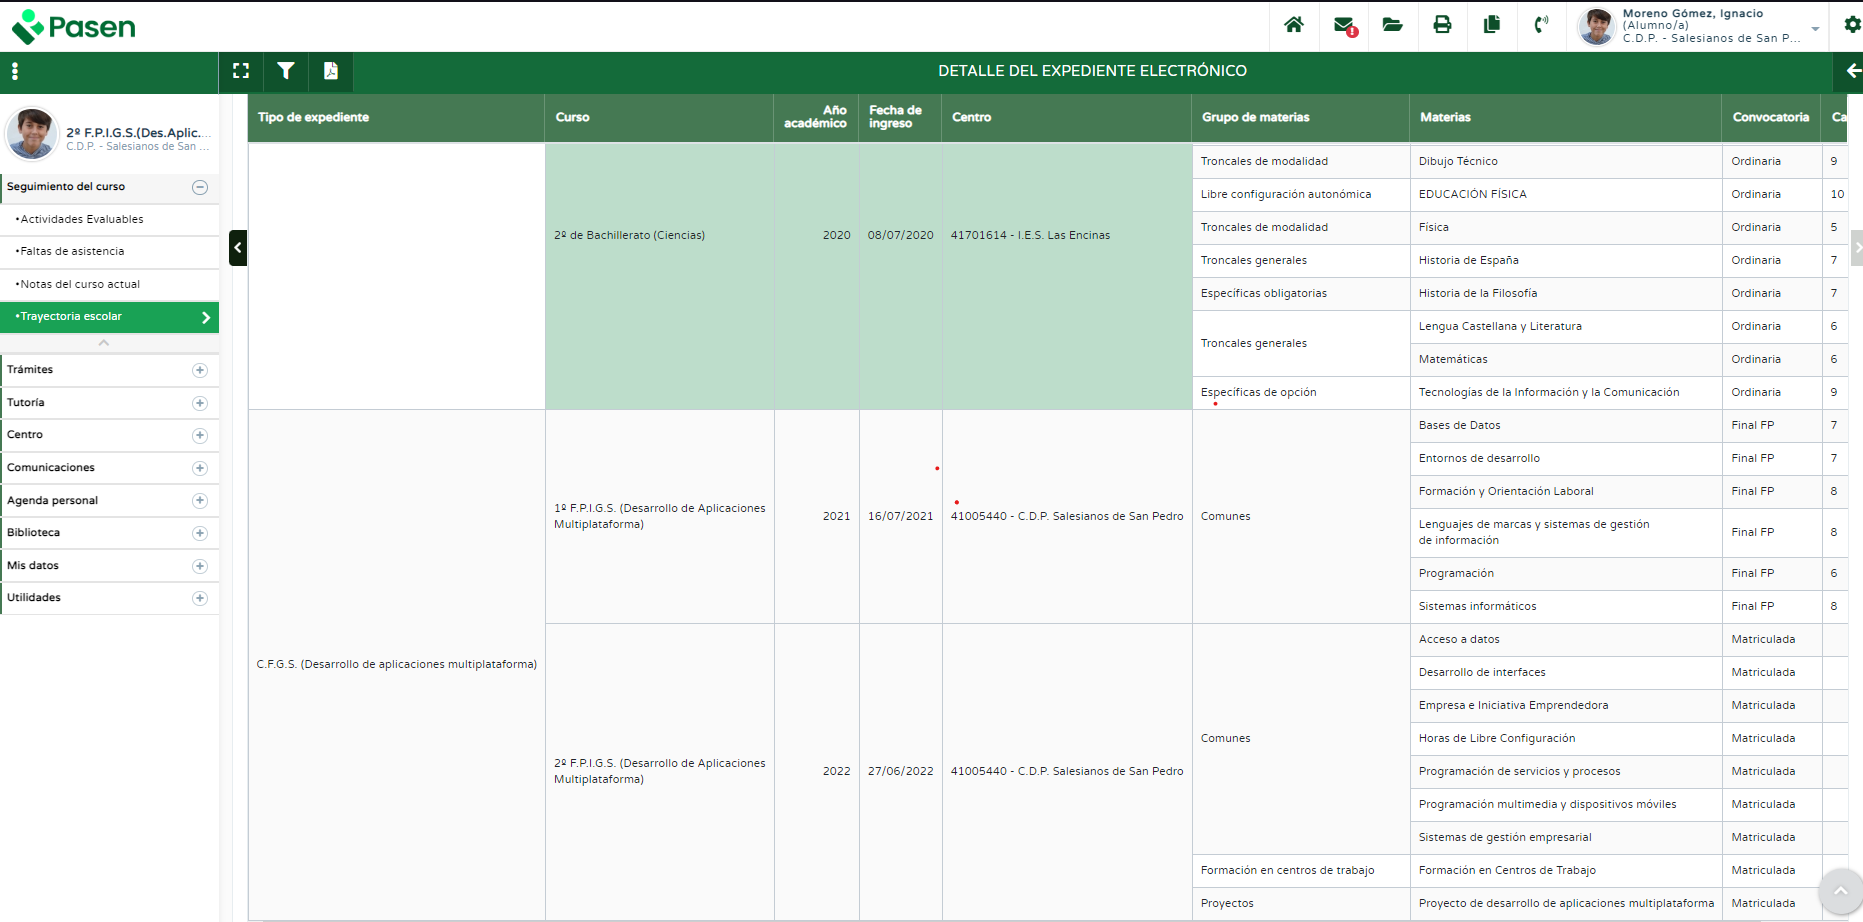 Pasen
Moreno Gómez, Ignacio
(Alumno/a)
C.D.P. - Salesianos de San P...
DETALLE DEL EXPEDIENTE ELECTRÓNICO
2º F.P.I.G.S.(Des.Aplic....
C.D.P. - Salesianos de San ...
Seguimiento del curso
•Actividades Evaluables
•Faltas de asistencia
•Notas del curso actual
•Trayectoria escolar
Trámites
Tutoría
Centro
Comunicaciones
Agenda personal
Biblioteca
Mis datos
Utilidades
Tipo de expediente Curso Año académico Fecha de ingreso Centro Grupo de materias Materias Convocatoria Ca
2º de Bachillerato (Ciencias) 2020 08/07/2020 41701614 - I.E.S. Las Encinas
Troncales de modalidad Dibujo Técnico Ordinaria 9
Libre configuración autonómica EDUCACIÓN FÍSICA Ordinaria 10
Troncales de modalidad Física Ordinaria 5
Troncales generales Historia de España Ordinaria 7
Específicas obligatorias Historia de la Filosofía Ordinaria 7
Troncales generales Lengua Castellana y Literatura Ordinaria 6
Matemáticas Ordinaria 6
Específicas de opción Tecnologías de la Información y la Comunicación Ordinaria 9
C.F.G.S. (Desarrollo de aplicaciones multiplataforma)
1º F.P.I.G.S. (Desarrollo de Aplicaciones
Multiplataforma)
2021 16/07/2021 41005440 - C.D.P. Salesianos de San Pedro Comunes
Bases de Datos Final FP 7
Entornos de desarrollo Final FP 7
Formación y Orientación Laboral Final FP 8
Lenguajes de marcas y sistemas de gestión
de información Final FP 8
Programación Final FP 6
Sistemas informáticos Final FP 8
2º F.P.I.G.S. (Desarrollo de Aplicaciones
Multiplataforma)
2022 27/06/2022 41005440 - C.D.P. Salesianos de San Pedro
Comunes
Acceso a datos Matriculada
Desarrollo de interfaces Matriculada
Empresa e Iniciativa Emprendedora Matriculada
Horas de Libre Configuración Matriculada
Programación de servicios y procesos Matriculada
Programación multimedia y dispositivos móviles Matriculada
Sistemas de gestión empresarial Matriculada
Formación en centros de trabajo Formación en Centros de Trabajo Matriculada
Proyectos Proyecto de desarrollo de aplicaciones multiplataforma Matriculada